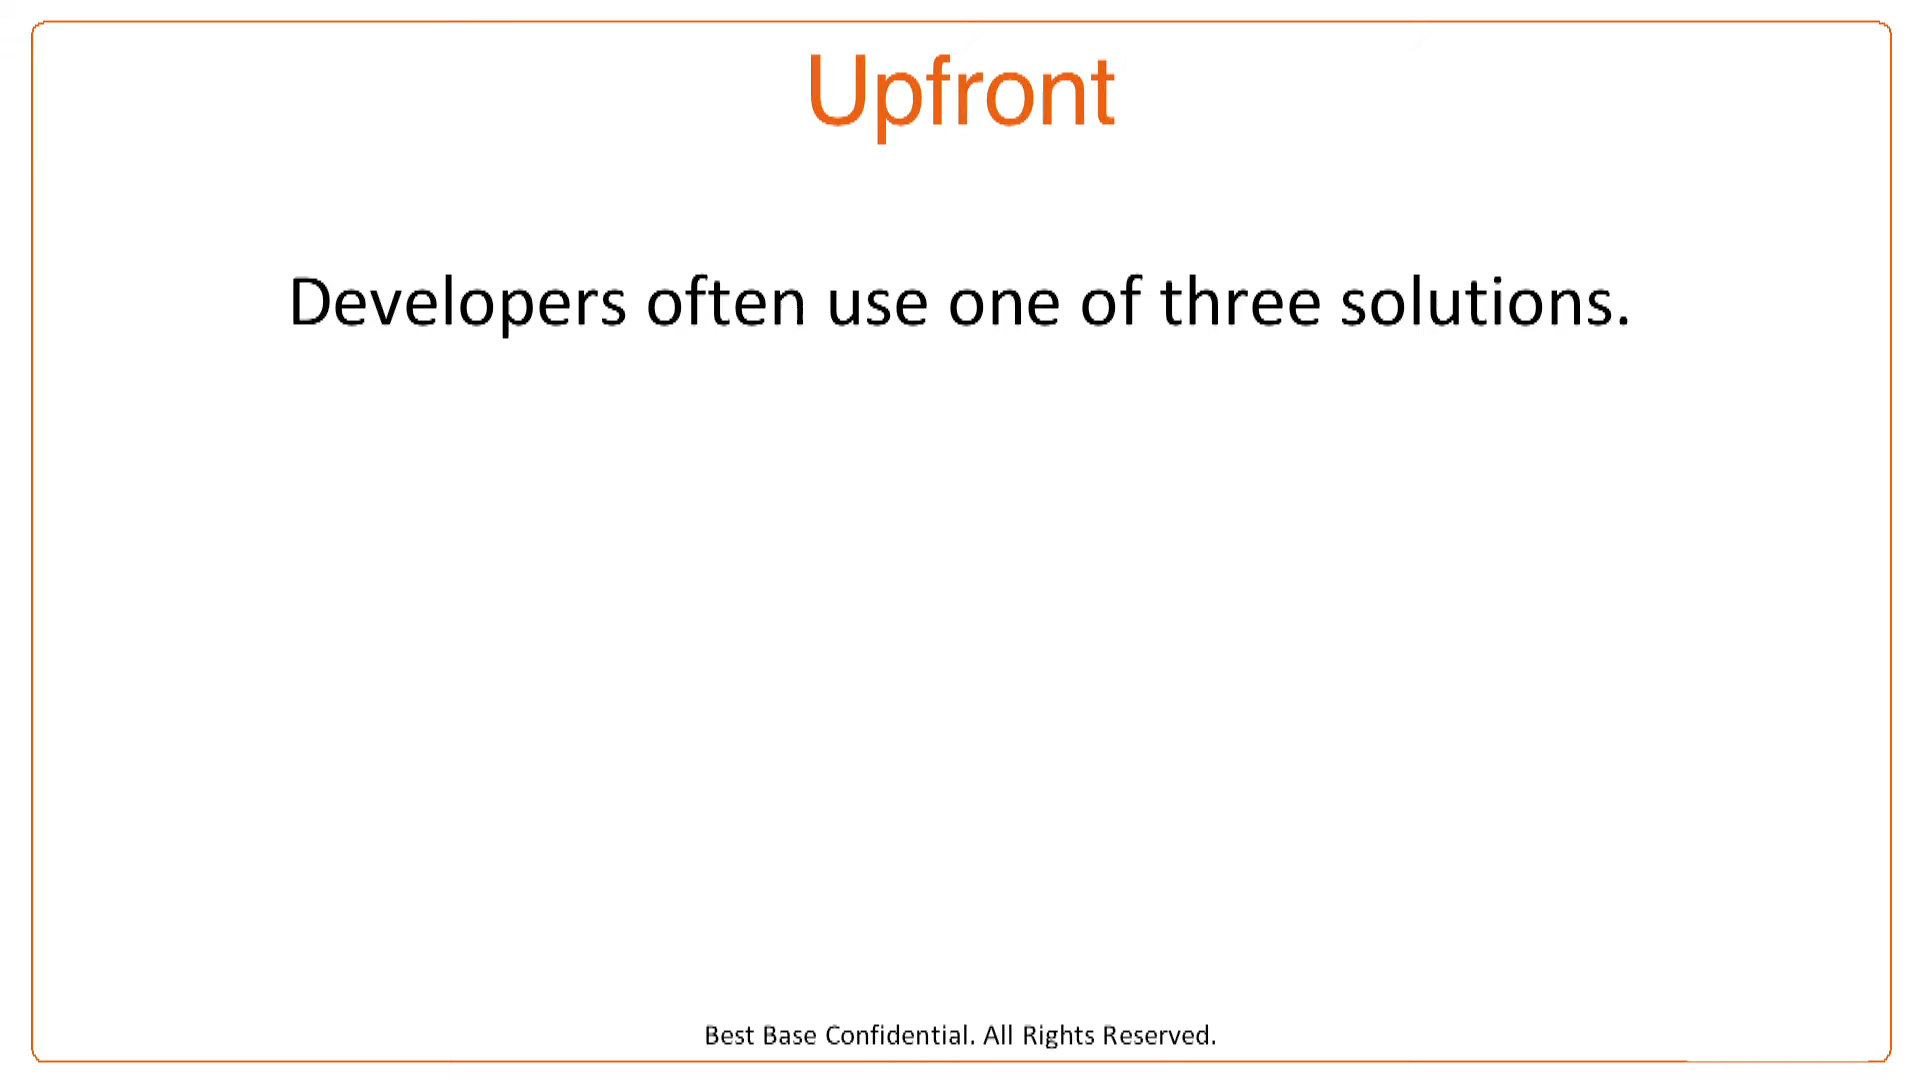 Upfront
Developers often use one of three solutions.
Best Base Confidential. All Rights Reserved.